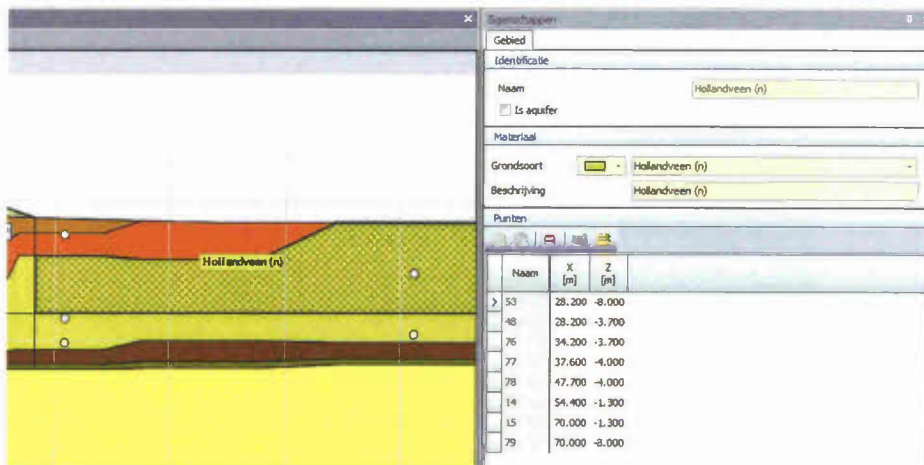 Hollandveen (n)
Eigenschappen
Gebied
Identificatie
Naam Hollandveen (n)
Is aquifer
Materiaal
Grondsoort Hollandveen (n)
Beschrijving Hollandveen (n)
Punten
Naam X [m] Z [m]
53 28.200 -8.000
48 28.200 -3.700
76 34.200 -3.700
77 37.600 -4.000
78 47.700 -4.000
14 54.400 -1.300
15 70.000 -1.300
79 70.000 -8.000